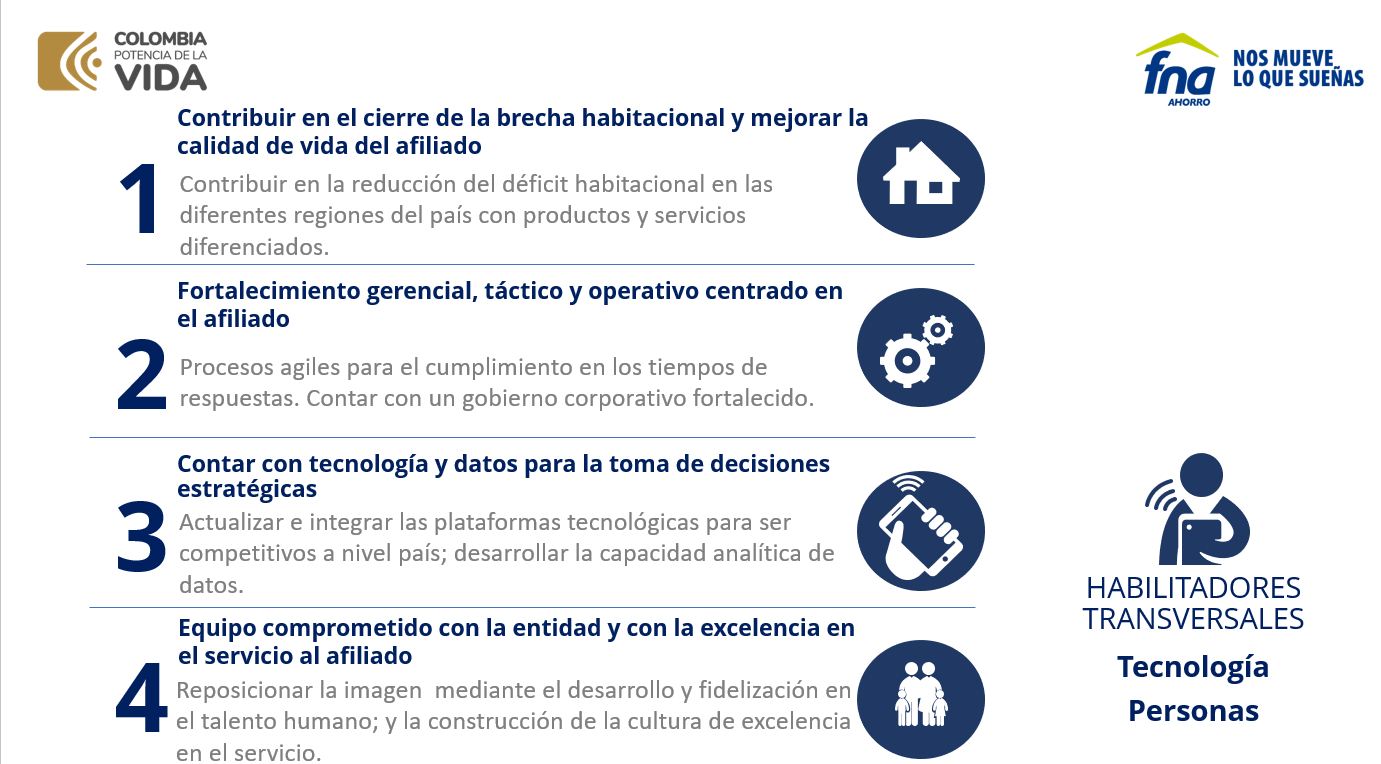 COLOMBIA
POTENCIA DE LA
VIDA
fna
AHORRO
NOS MUEVE
LO QUE SUEÑAS
1
Contribuir en el cierre de la brecha habitacional y mejorar la
calidad de vida del afiliado
Contribuir en la reducción del déficit habitacional en las
diferentes regiones del país con productos y servicios
diferenciados.
2
Fortalecimiento gerencial, táctico y operativo centrado en
el afiliado
Procesos agiles para el cumplimiento en los tiempos de
respuestas. Contar con un gobierno corporativo fortalecido.
3
Contar con tecnología y datos para la toma de decisiones
estratégicas
Actualizar e integrar las plataformas tecnológicas para ser
competitivos a nivel país; desarrollar la capacidad analítica de
datos.
4
Equipo comprometido con la entidad y con la excelencia en
el servicio al afiliado
Reposicionar la imagen  mediante el desarrollo y fidelización en
el talento humano; y la construcción de la cultura de excelencia
en el servicio.
HABILITADORES
TRANSVERSALES
Tecnología
Personas